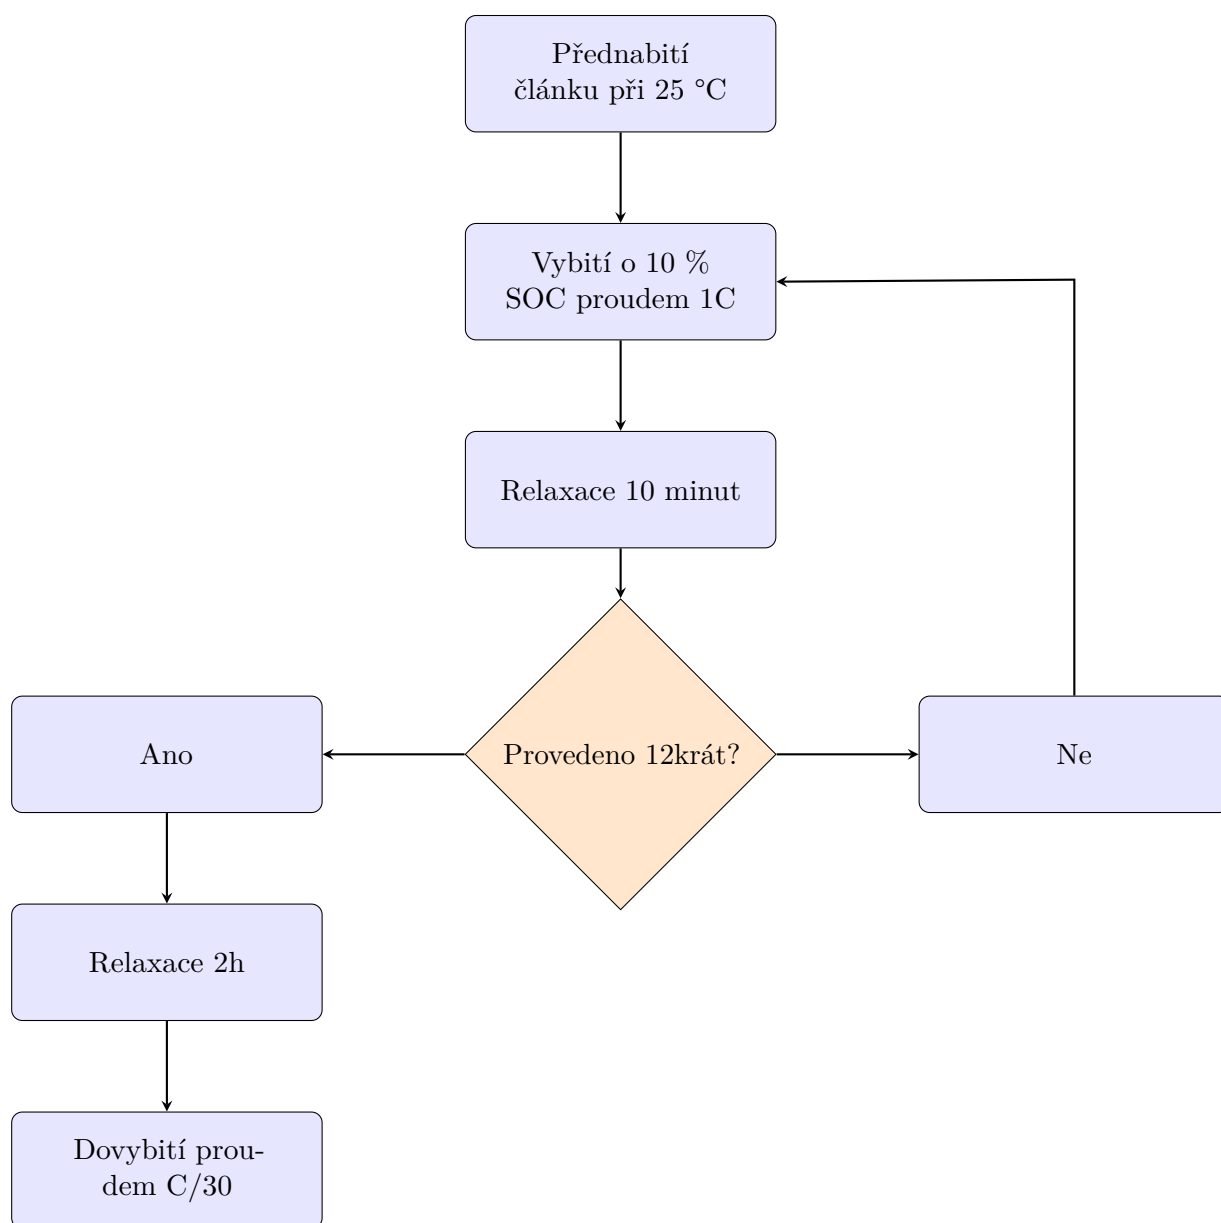 Přednabití
článku při 25 °C
Vybití o 10 %
SOC proudem 1C
Relaxace 10 minut
Provedeno 12krát?
Ano
Ne
Relaxace 2h
Dovybití prou-
dem C/30